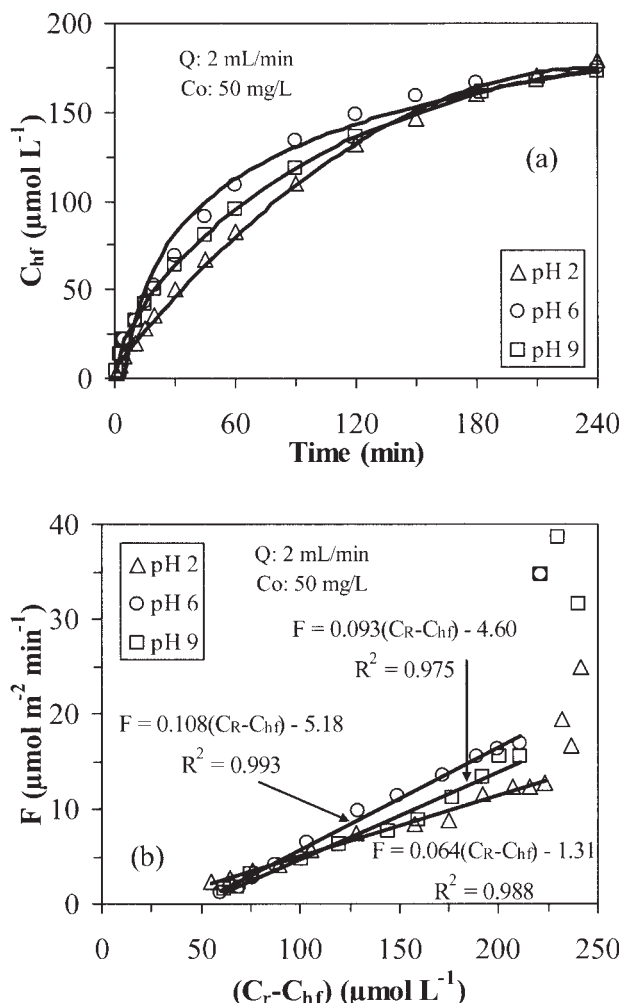 200
150
100
50
0
C_hf (µmol L⁻¹)
Q: 2 mL/min
Co: 50 mg/L
(a)
△ pH 2
○ pH 6
□ pH 9
0 60 120 180 240
Time (min)
40
30
20
10
0
F (µmol m⁻² min⁻¹)
△ pH 2
○ pH 6
□ pH 9
Q: 2 mL/min
Co: 50 mg/L
F = 0.093(C_R-C_hf) - 4.60
R² = 0.975
F = 0.108(C_R-C_hf) - 5.18
R² = 0.993
(b)
F = 0.064(C_R-C_hf) - 1.31
R² = 0.988
0 50 100 150 200 250
(C_r-C_hf) (µmol L⁻¹)